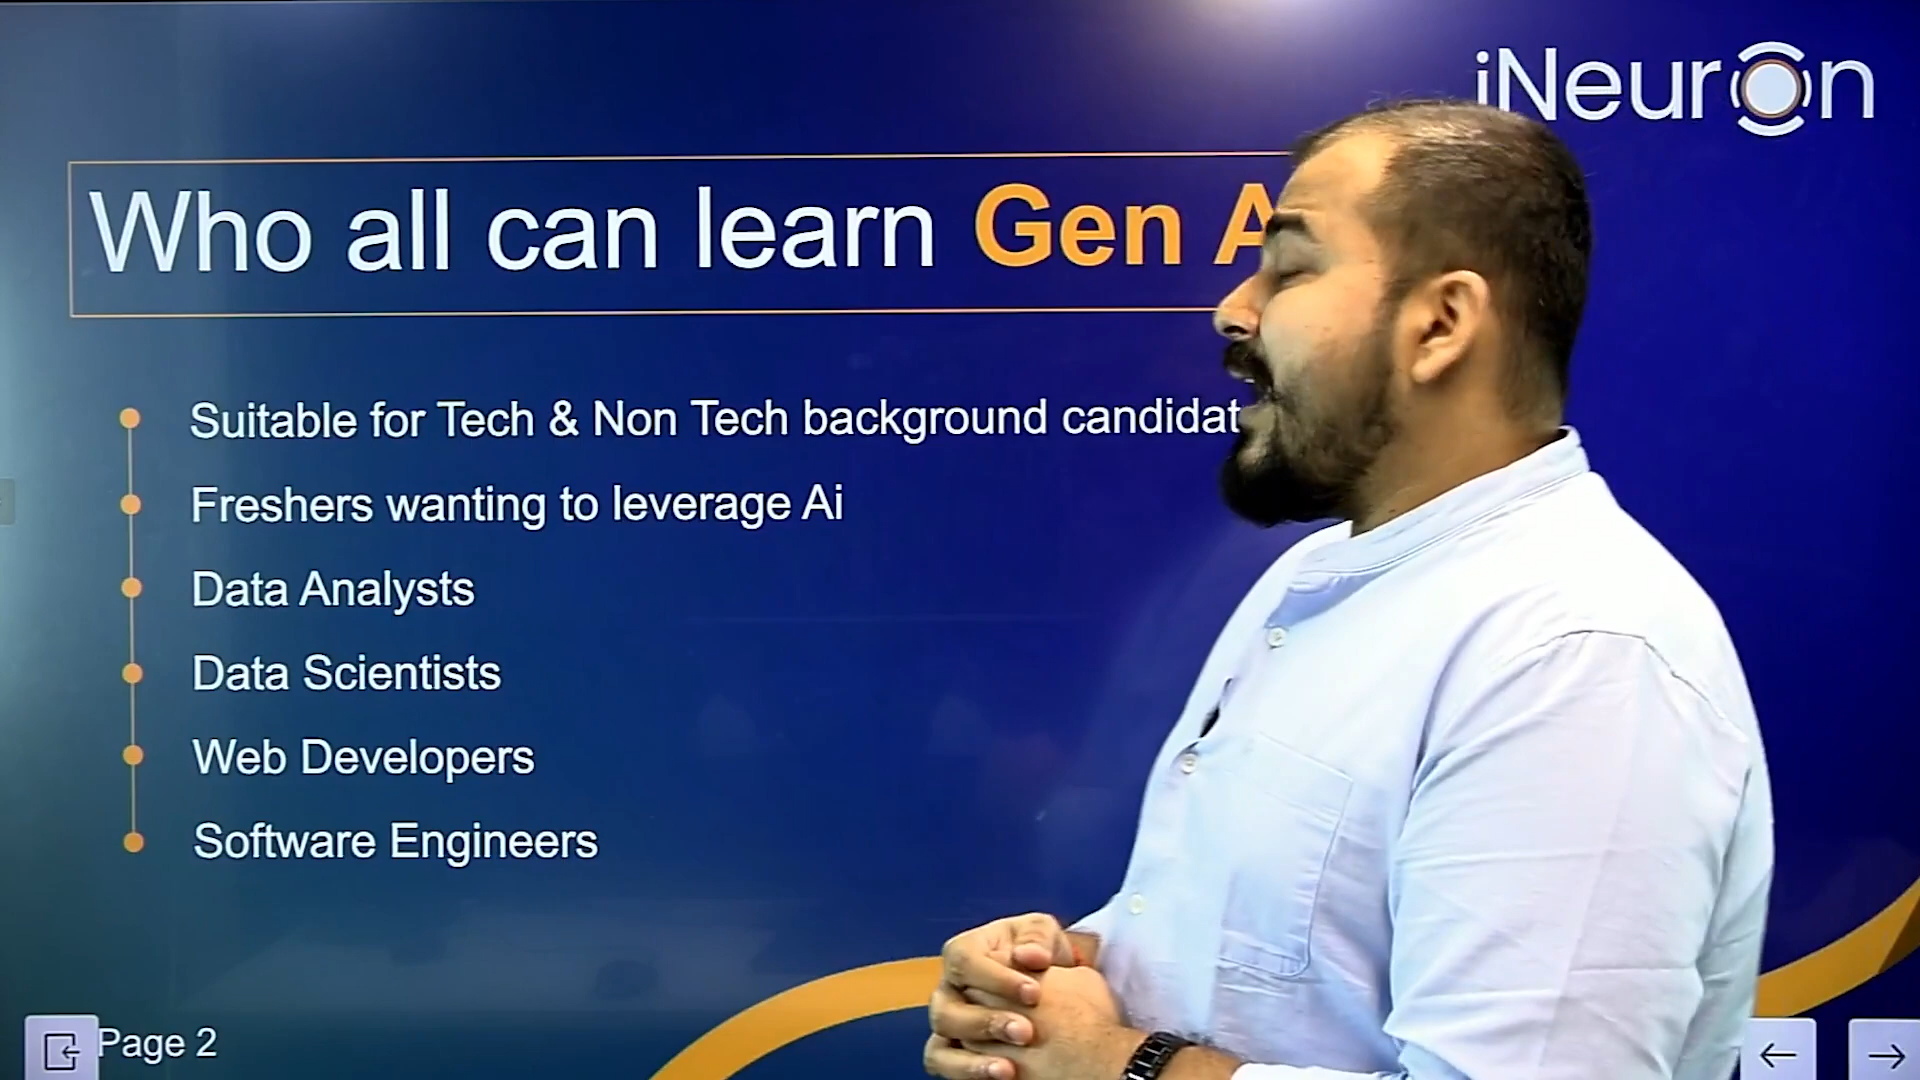 iNeuron
Who all can learn Gen A
Suitable for Tech & Non Tech background candidat
Freshers wanting to leverage Ai
Data Analysts
Data Scientists
Web Developers
Software Engineers
Page 2